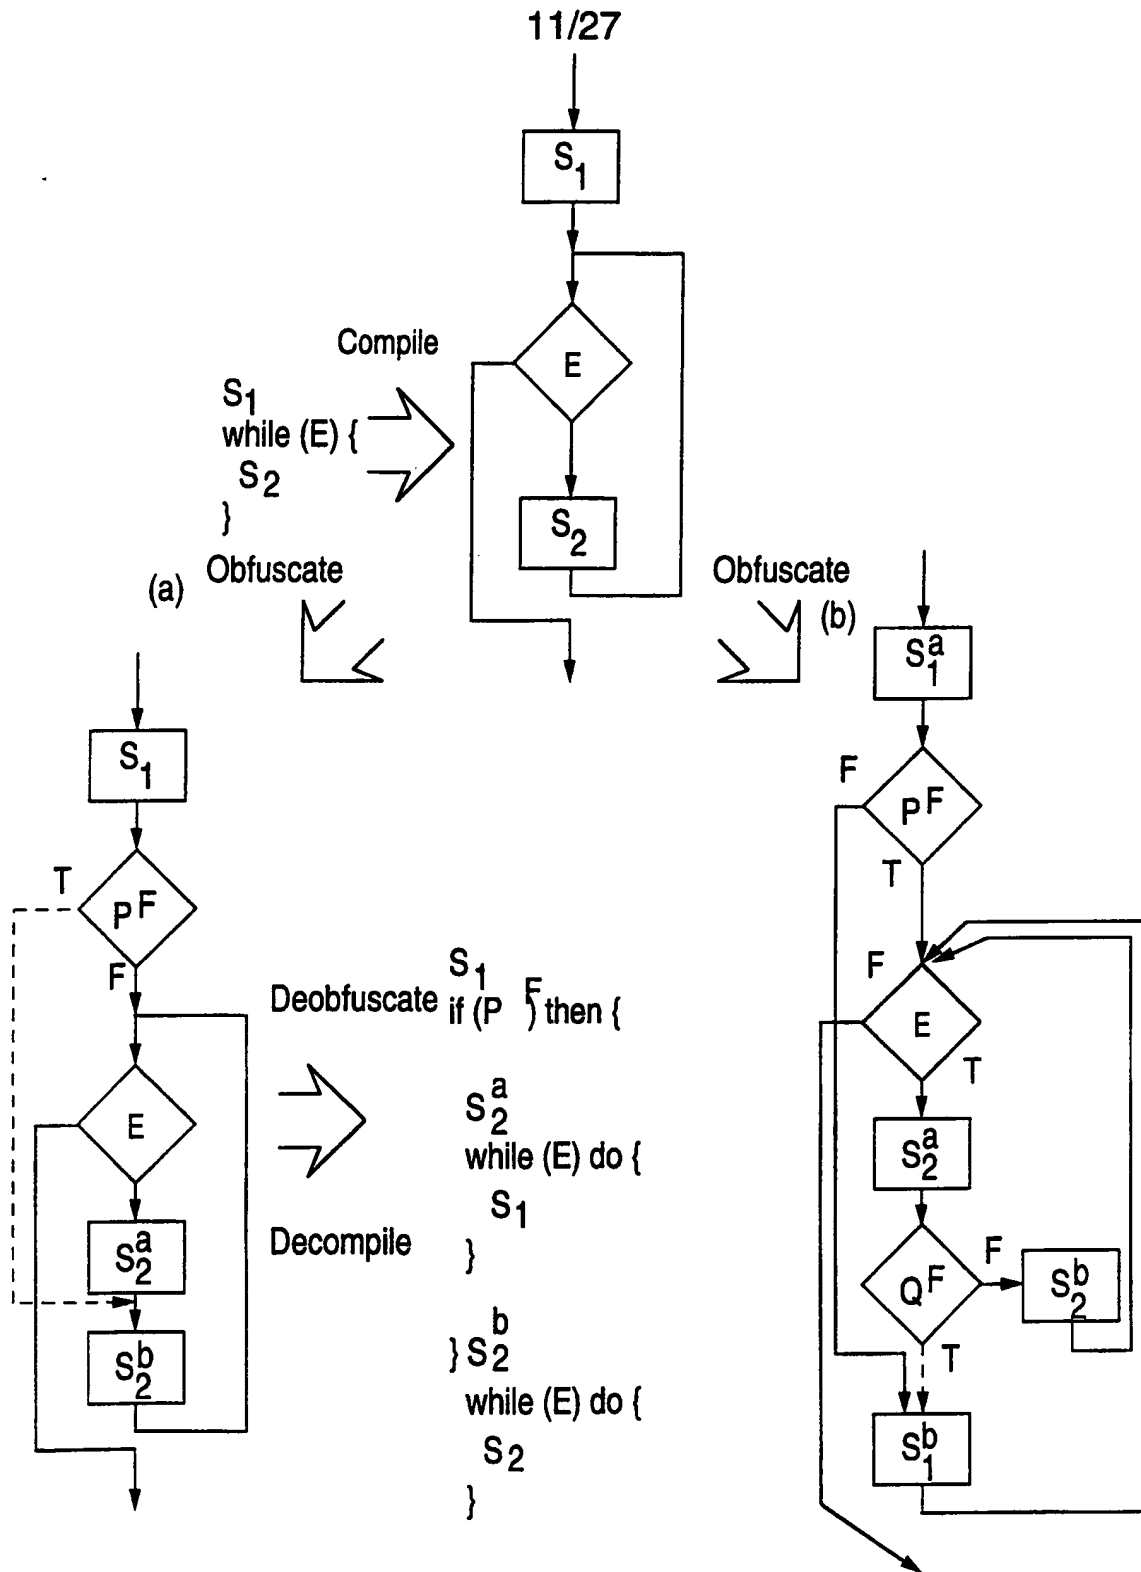 11/27
S1
E
Compile
S1
while (E) {
S2
}
S2
(a) Obfuscate
Obfuscate
(b)
S1
PF
T
F
E
S2a
S2b
Deobfuscate
Decompile
S1
if (P F) then {
S2a
while (E) do {
S1
}
} S2b
while (E) do {
S2
}
S1a
F
PF
T
F
E
T
S2a
QF
F
S2b
T
S1b